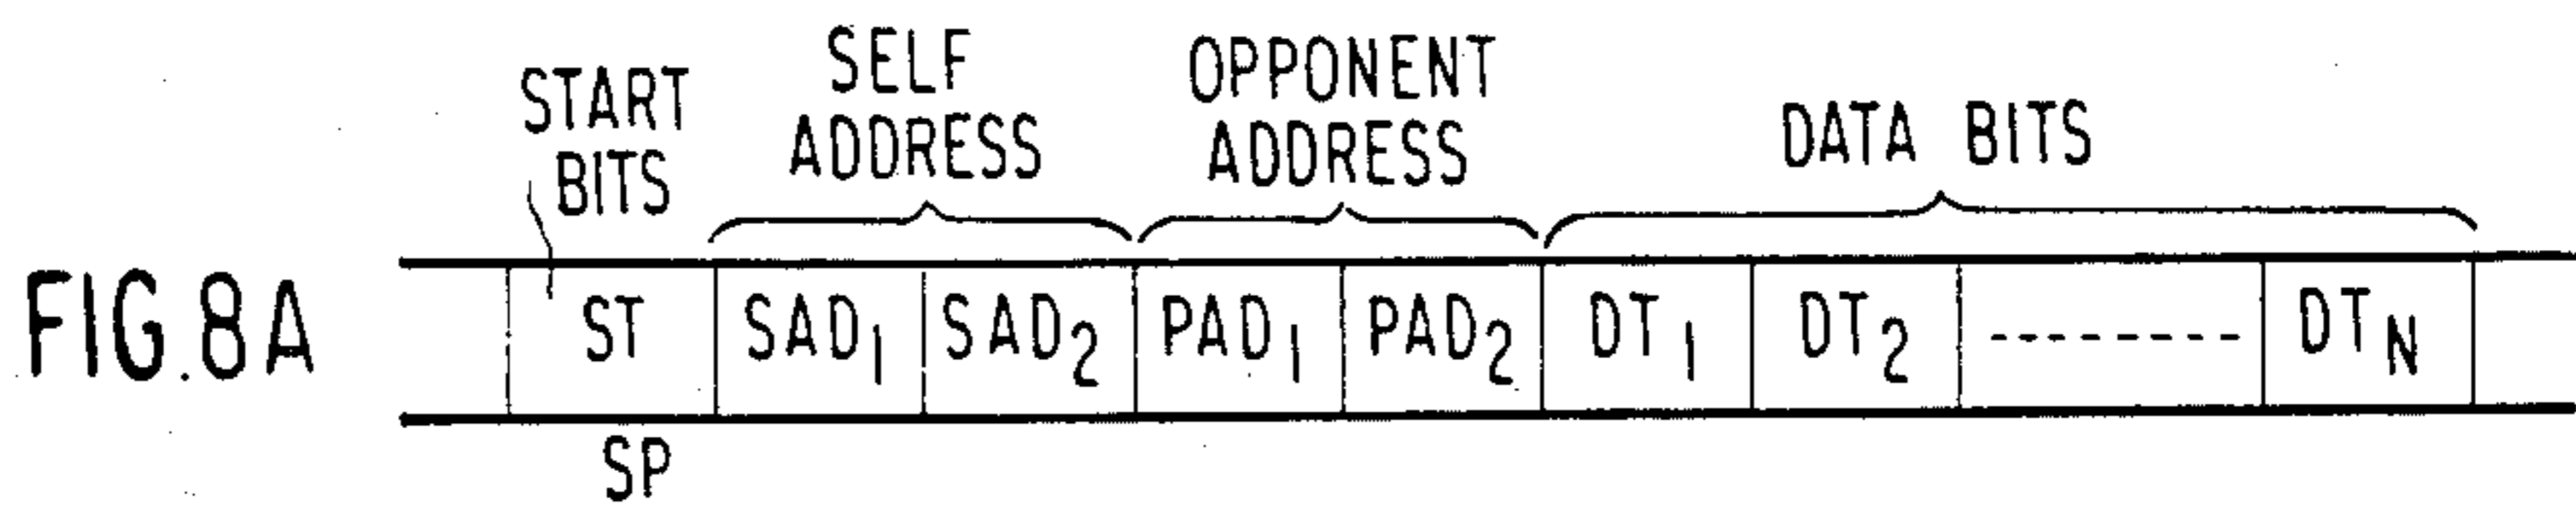 START
BITS
SELF
ADDRESS
OPPONENT
ADDRESS
DATA BITS
FIG.8A
ST SAD1 SAD2 PAD1 PAD2 DT1 DT2 --------- DTN
SP